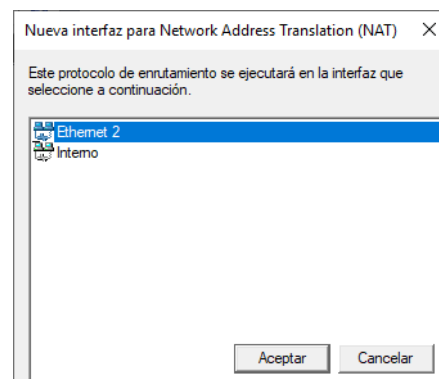 Nueva interfaz para Network Address Translation (NAT)
Este protocolo de enrutamiento se ejecutará en la interfaz que
seleccione a continuación.
Ethernet 2
Interno
Aceptar
Cancelar